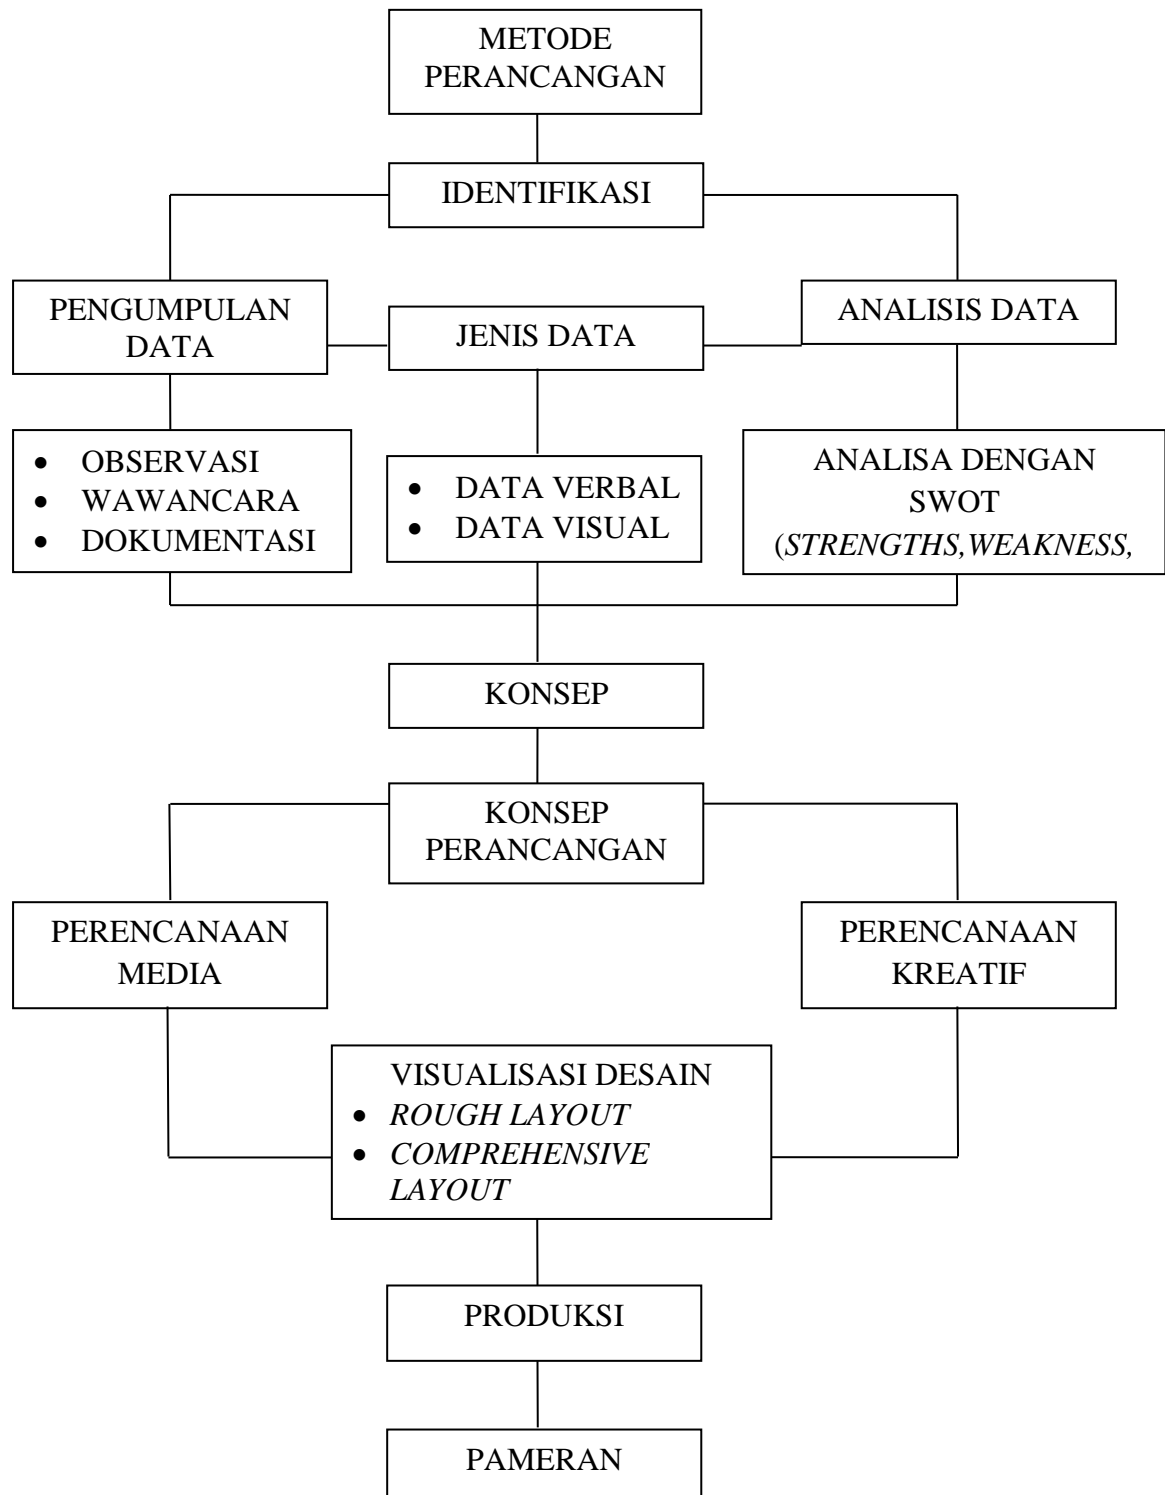 METODE
PERANCANGAN
IDENTIFIKASI
PENGUMPULAN
DATA
JENIS DATA
ANALISIS DATA
• OBSERVASI
• WAWANCARA
• DOKUMENTASI
• DATA VERBAL
• DATA VISUAL
ANALISA DENGAN
SWOT
(STRENGTHS,WEAKNESS,
KONSEP
KONSEP
PERANCANGAN
PERENCANAAN
MEDIA
PERENCANAAN
KREATIF
VISUALISASI DESAIN
• ROUGH LAYOUT
• COMPREHENSIVE
LAYOUT
PRODUKSI
PAMERAN